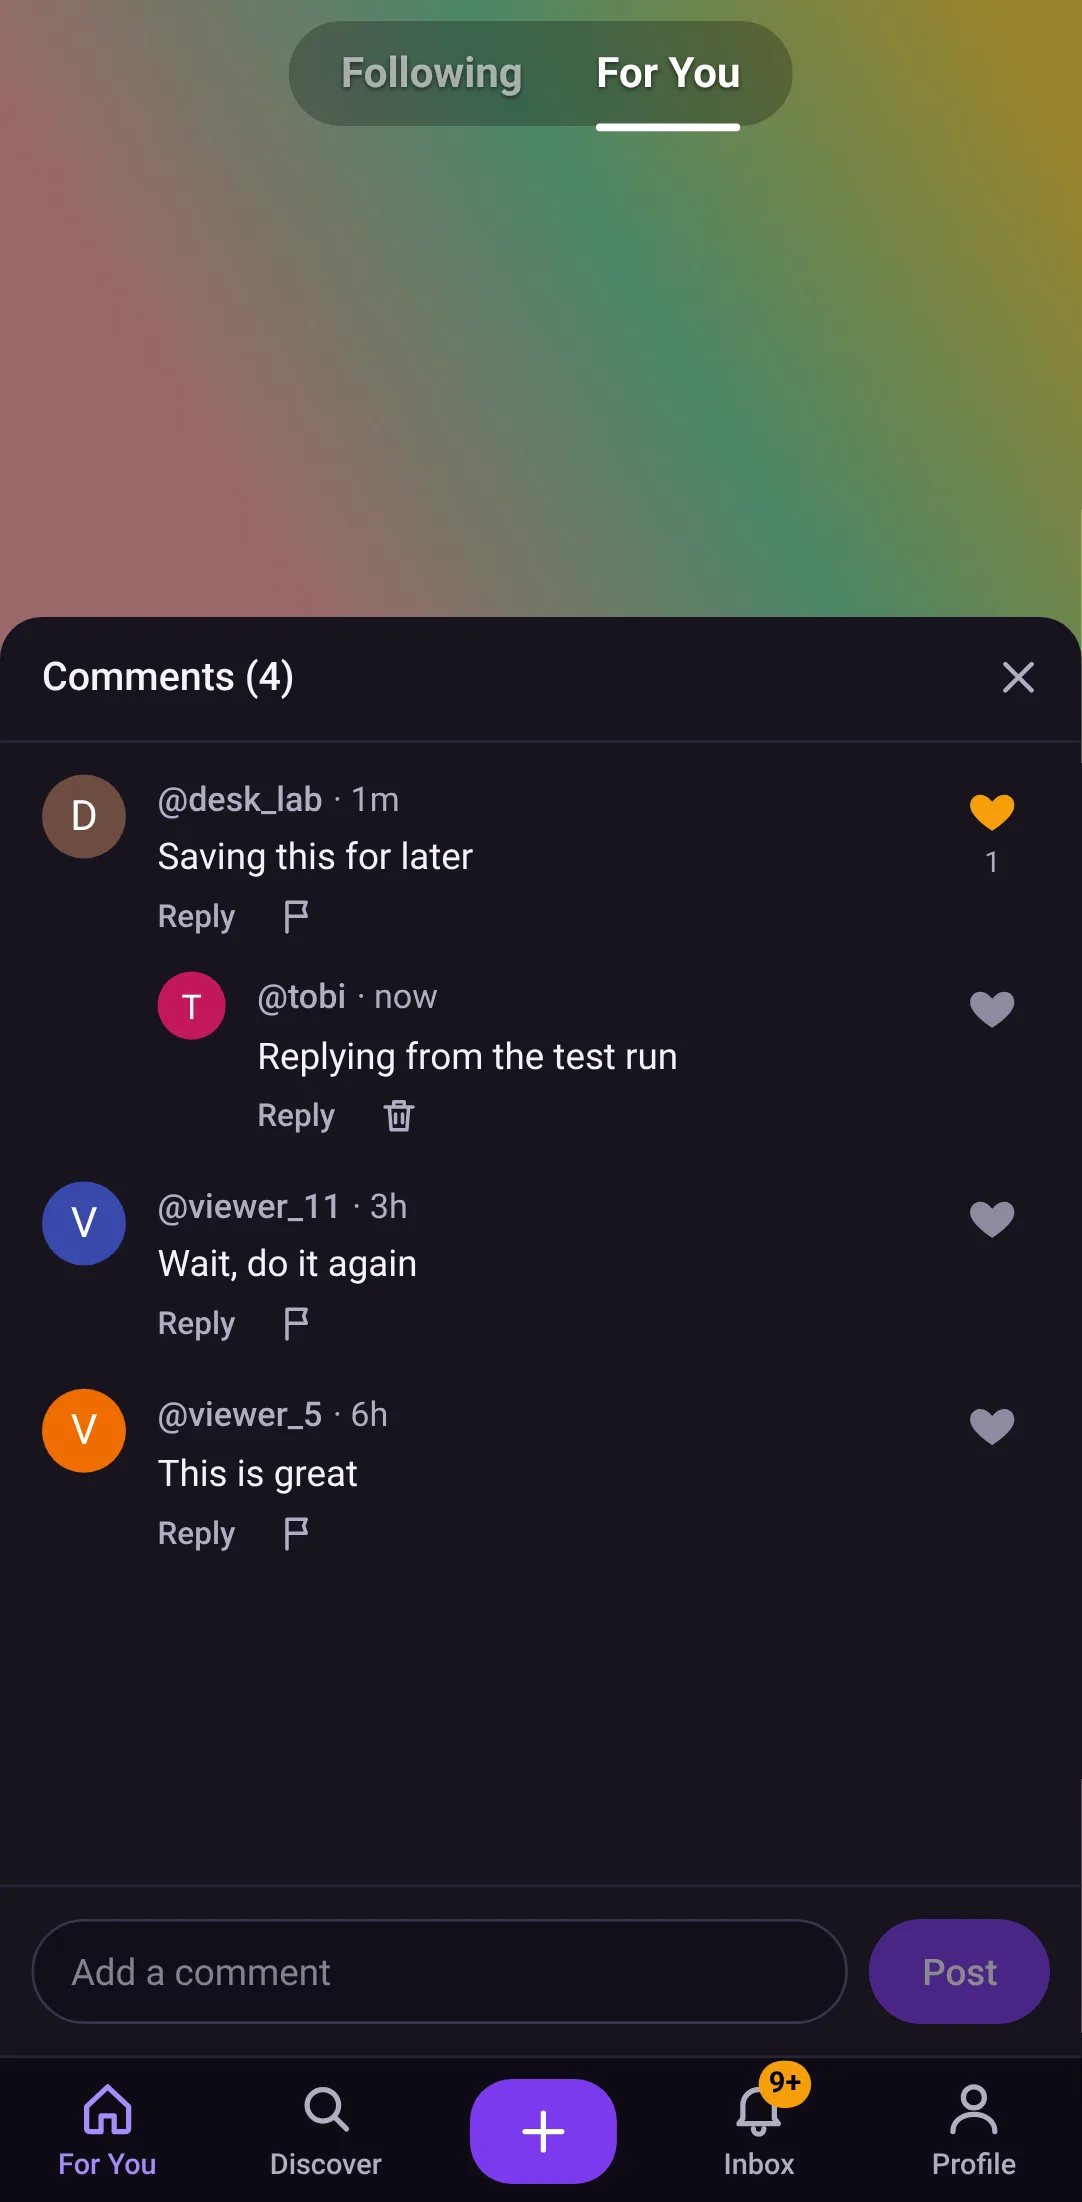 Following For You
Comments (4)
D
@desk_lab · 1m
Saving this for later
1
Reply
T
@tobi · now
Replying from the test run
Reply
V
@viewer_11 · 3h
Wait, do it again
Reply
V
@viewer_5 · 6h
This is great
Reply
Add a comment
Post
9+
For You
Discover
Inbox
Profile